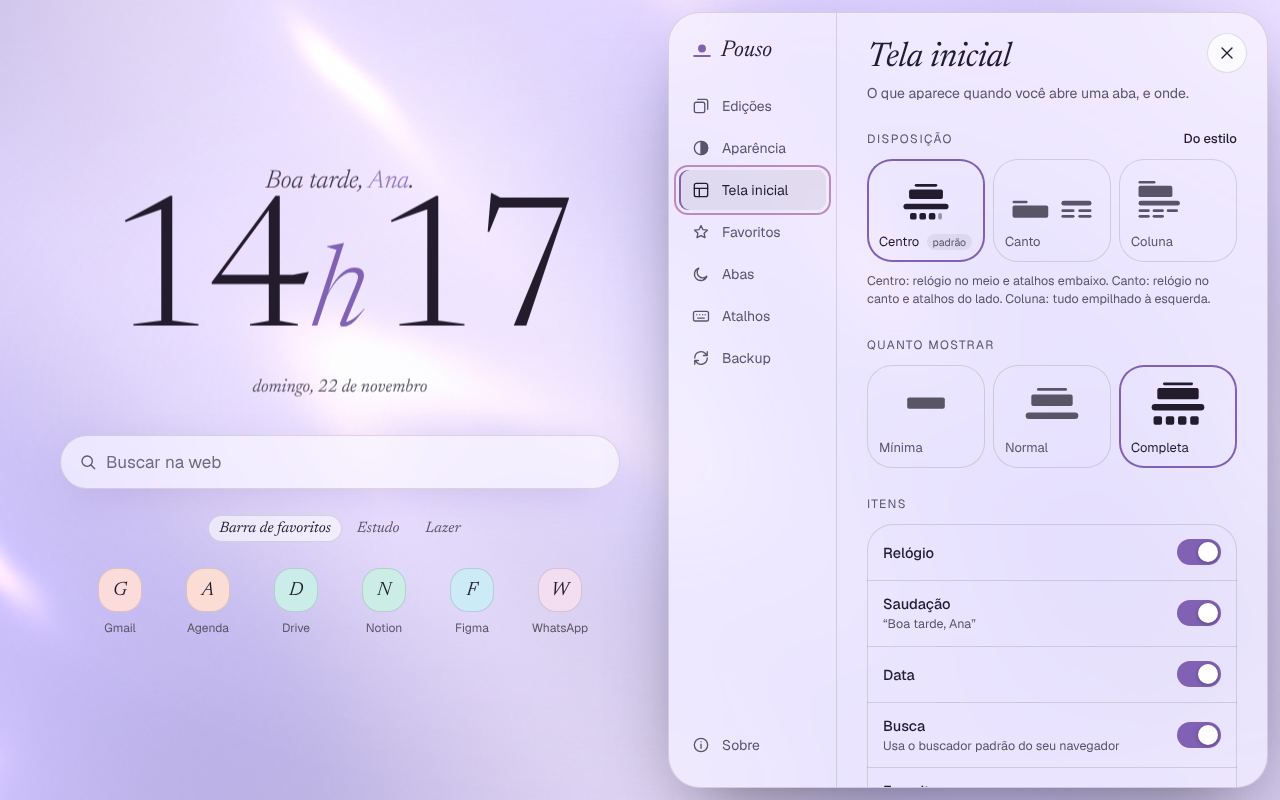 Boa tarde, Ana.
14h17
domingo, 22 de novembro
Buscar na web
Barra de favoritos
Estudo
Lazer
G
A
D
N
F
W
Gmail
Agenda
Drive
Notion
Figma
WhatsApp
Pouso
Edições
Aparência
Tela inicial
Favoritos
Abas
Atalhos
Backup
Sobre
Tela inicial
O que aparece quando você abre uma aba, e onde.
DISPOSIÇÃO
Do estilo
Centro
padrão
Canto
Coluna
Centro: relógio no meio e atalhos embaixo. Canto: relógio no
canto e atalhos do lado. Coluna: tudo empilhado à esquerda.
QUANTO MOSTRAR
Mínima
Normal
Completa
ITENS
Relógio
Saudação
“Boa tarde, Ana”
Data
Busca
Usa o buscador padrão do seu navegador